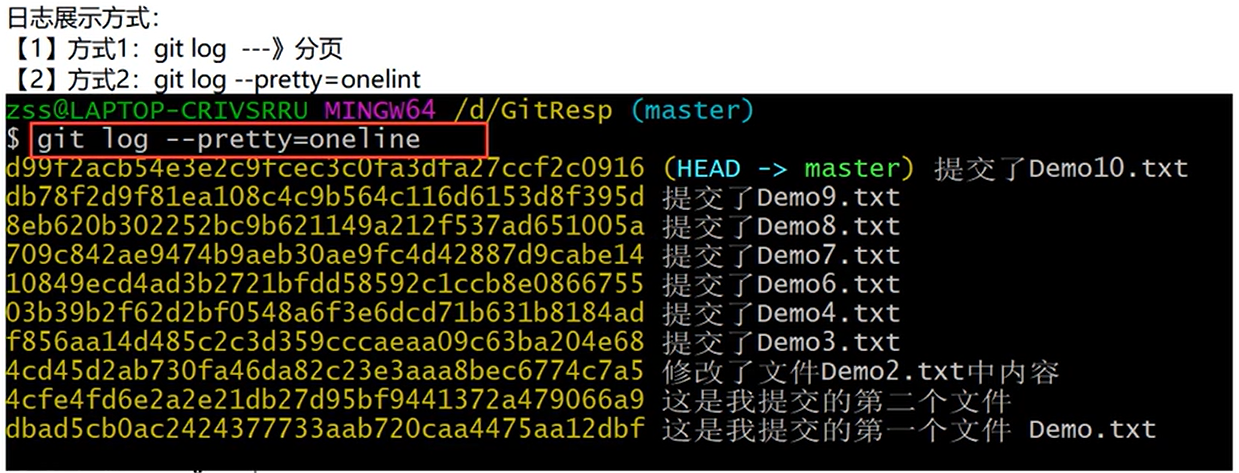 日志展示方式：
【1】方式1：git log  ---》分页
【2】方式2：git log --pretty=onelint
zss@LAPTOP-CRIVSRRU MINGW64 /d/GitResp (master)
$ git log --pretty=oneline
d99f2acb54e3e2c9fcec3c0fa3dfa27ccf2c0916 (HEAD -> master) 提交了Demo10.txt
db78f2d9f81ea108c4c9b564c116d6153d8f395d 提交了Demo9.txt
8eb620b302252bc9b621149a212f537ad651005a 提交了Demo8.txt
709c842ae9474b9aeb30ae9fc4d42887d9cabe14 提交了Demo7.txt
10849ecd4ad3b2721bfdd58592c1ccb8e0866755 提交了Demo6.txt
03b39b2f62d2bf0548a6f3e6dcd71b631b8184ad 提交了Demo4.txt
f856aa14d485c2c3d359cccaeaa09c63ba204e68 提交了Demo3.txt
4cd45d2ab730fa46da82c23e3aaa8bec6774c7a5 修改了文件Demo2.txt中内容
4cfe4fd6e2a2e21db27d95bf9441372a479066a9 这是我提交的第二个文件
dbad5cb0ac2424377733aab720caa4475aa12dbf 这是我提交的第一个文件 Demo.txt